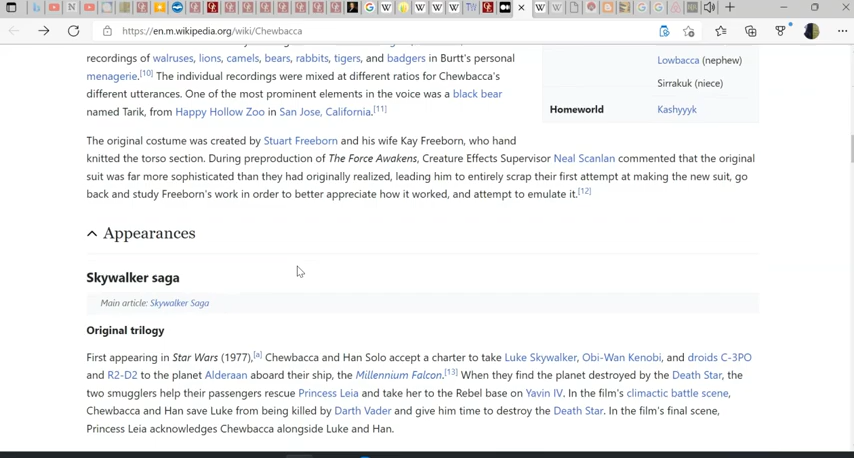 https://en.m.wikipedia.org/wiki/Chewbacca
recordings of walruses, lions, camels, bears, rabbits, tigers, and badgers in Burtt's personal
menagerie.[10] The individual recordings were mixed at different ratios for Chewbacca's
different utterances. One of the most prominent elements in the voice was a black bear
named Tarik, from Happy Hollow Zoo in San Jose, California.[11]
Lowbacca (nephew)
Sirrakuk (niece)
Homeworld Kashyyyk
The original costume was created by Stuart Freeborn and his wife Kay Freeborn, who hand
knitted the torso section. During preproduction of The Force Awakens, Creature Effects Supervisor Neal Scanlan commented that the original
suit was far more sophisticated than they had originally realized, leading him to entirely scrap their first attempt at making the new suit, go
back and study Freeborn's work in order to better appreciate how it worked, and attempt to emulate it.[12]
Appearances
Skywalker saga
Main article: Skywalker Saga
Original trilogy
First appearing in Star Wars (1977),[a] Chewbacca and Han Solo accept a charter to take Luke Skywalker, Obi-Wan Kenobi, and droids C-3PO
and R2-D2 to the planet Alderaan aboard their ship, the Millennium Falcon.[13] When they find the planet destroyed by the Death Star, the
two smugglers help their passengers rescue Princess Leia and take her to the Rebel base on Yavin IV. In the film's climactic battle scene,
Chewbacca and Han save Luke from being killed by Darth Vader and give him time to destroy the Death Star. In the film's final scene,
Princess Leia acknowledges Chewbacca alongside Luke and Han.